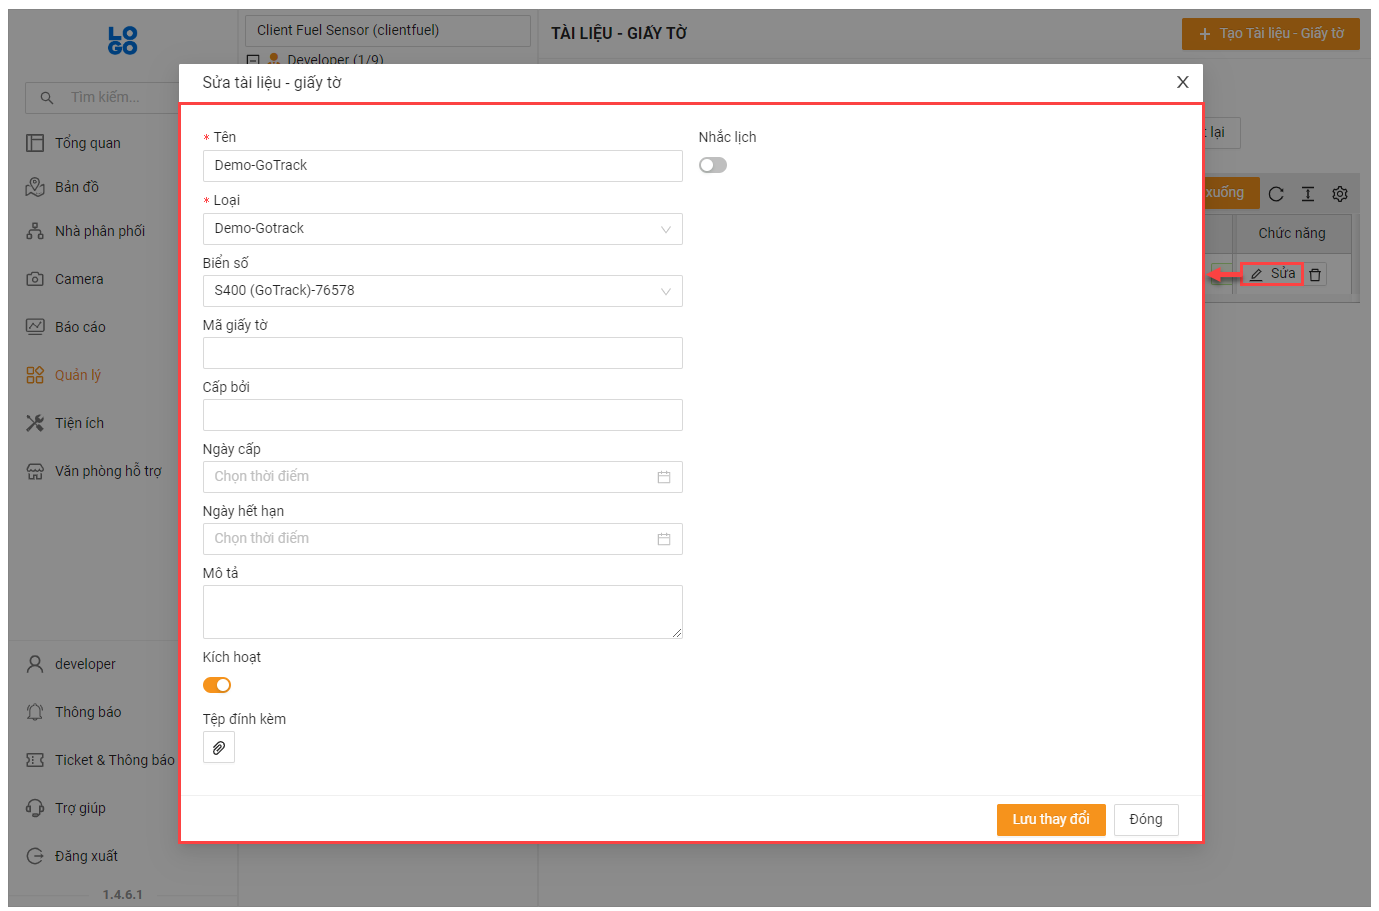 LOGO
Client Fuel Sensor (clientfuel)
TÀI LIỆU - GIẤY TỜ
Tạo Tài liệu - Giấy tờ
Developer (1/9)
Tìm kiếm...
Tổng quan
Bản đồ
Nhà phân phối
Camera
Báo cáo
Quản lý
Tiện ích
Văn phòng hỗ trợ
developer
Thông báo
Ticket & Thông báo
Trợ giúp
Đăng xuất
1.4.6.1
Sửa tài liệu - giấy tờ
X
* Tên
Demo-GoTrack
* Loại
Demo-Gotrack
Biển số
S400 (GoTrack)-76578
Mã giấy tờ
Cấp bởi
Ngày cấp
Chọn thời điểm
Ngày hết hạn
Chọn thời điểm
Mô tả
Kích hoạt
Tệp đính kèm
Nhắc lịch
Lưu thay đổi
Đóng
lại
xuống
Chức năng
Sửa